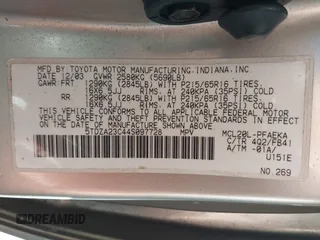 MFD BY: TOYOTA MOTOR MANUFACTURING, INDIANA, INC.
DATE: 12/03 GVWR 2580KG (5690LB)
GAWR FRT 1290KG (2845LB) WITH P215/65R16 TIRES,
16X6.5JJ RIMS, AT 240KPA (35PSI) COLD
RR 1290KG (2845LB) WITH P215/65R16 TIRES,
16X6.5JJ RIMS, AT 240KPA (35PSI) COLD
THIS VEHICLE CONFORMS TO ALL APPLICABLE
FEDERAL MOTOR VEHICLE SAFETY AND
THEFT PREVENTION STANDARDS IN EFFECT ON
THE DATE OF MANUFACTURE SHOWN ABOVE.
5TDZA23C44S097728 MPV
MCL20L-PFAEKA
C/TR 4Q2/FB41
A/TM -01A/
U151E
NO.269
DREAMBID